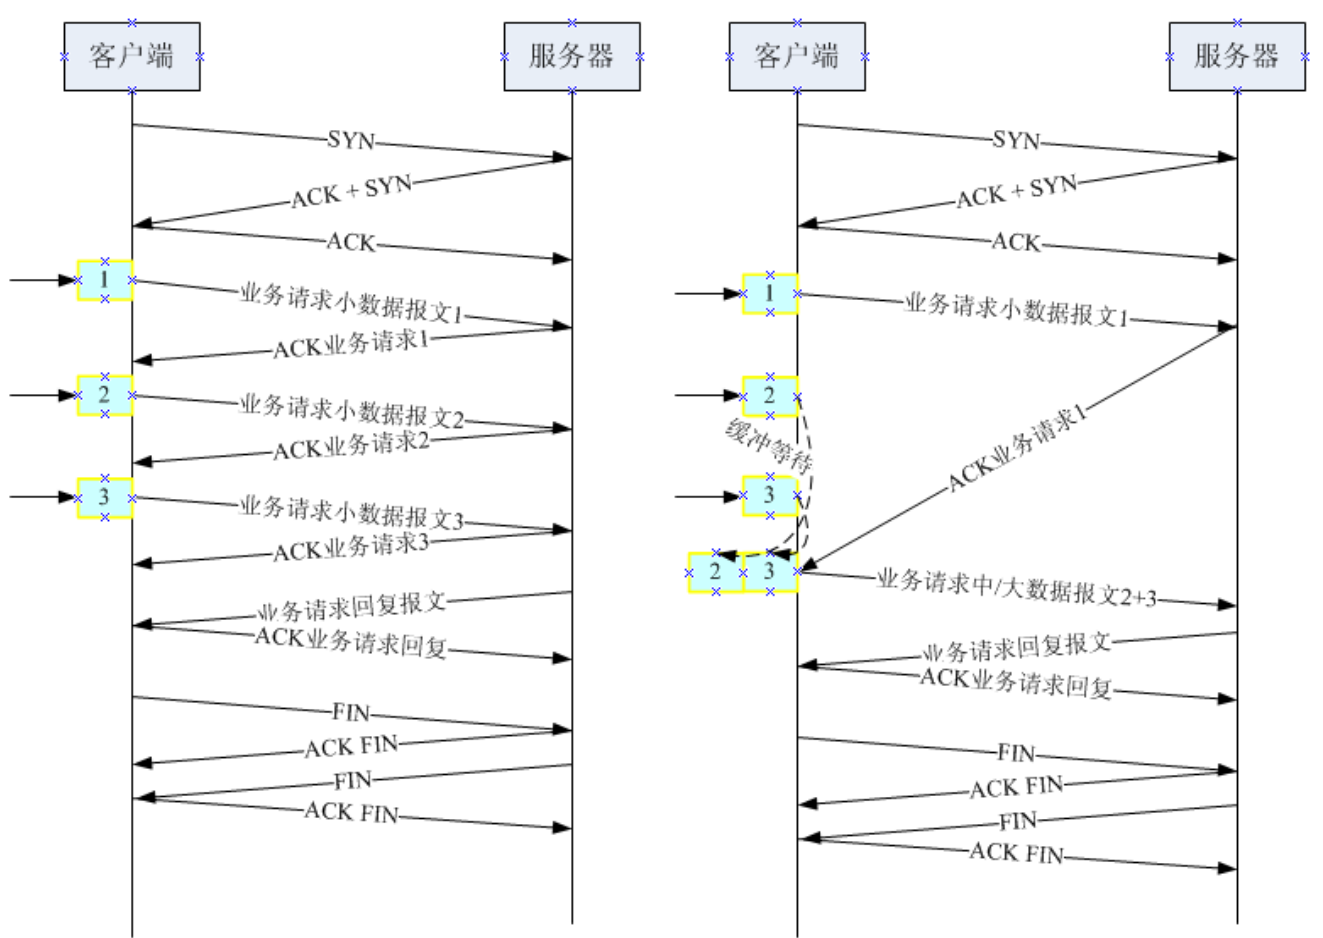 客户端
服务器
SYN
ACK + SYN
ACK
1
业务请求小数据报文1
ACK业务请求1
2
业务请求小数据报文2
ACK业务请求2
3
业务请求小数据报文3
ACK业务请求3
业务请求回复报文
ACK业务请求回复
FIN
ACK FIN
FIN
ACK FIN
客户端
服务器
SYN
ACK + SYN
ACK
1
业务请求小数据报文1
2
缓冲等待
ACK业务请求1
3
2
3
业务请求中/大数据报文2+3
业务请求回复报文
ACK业务请求回复
FIN
ACK FIN
FIN
ACK FIN